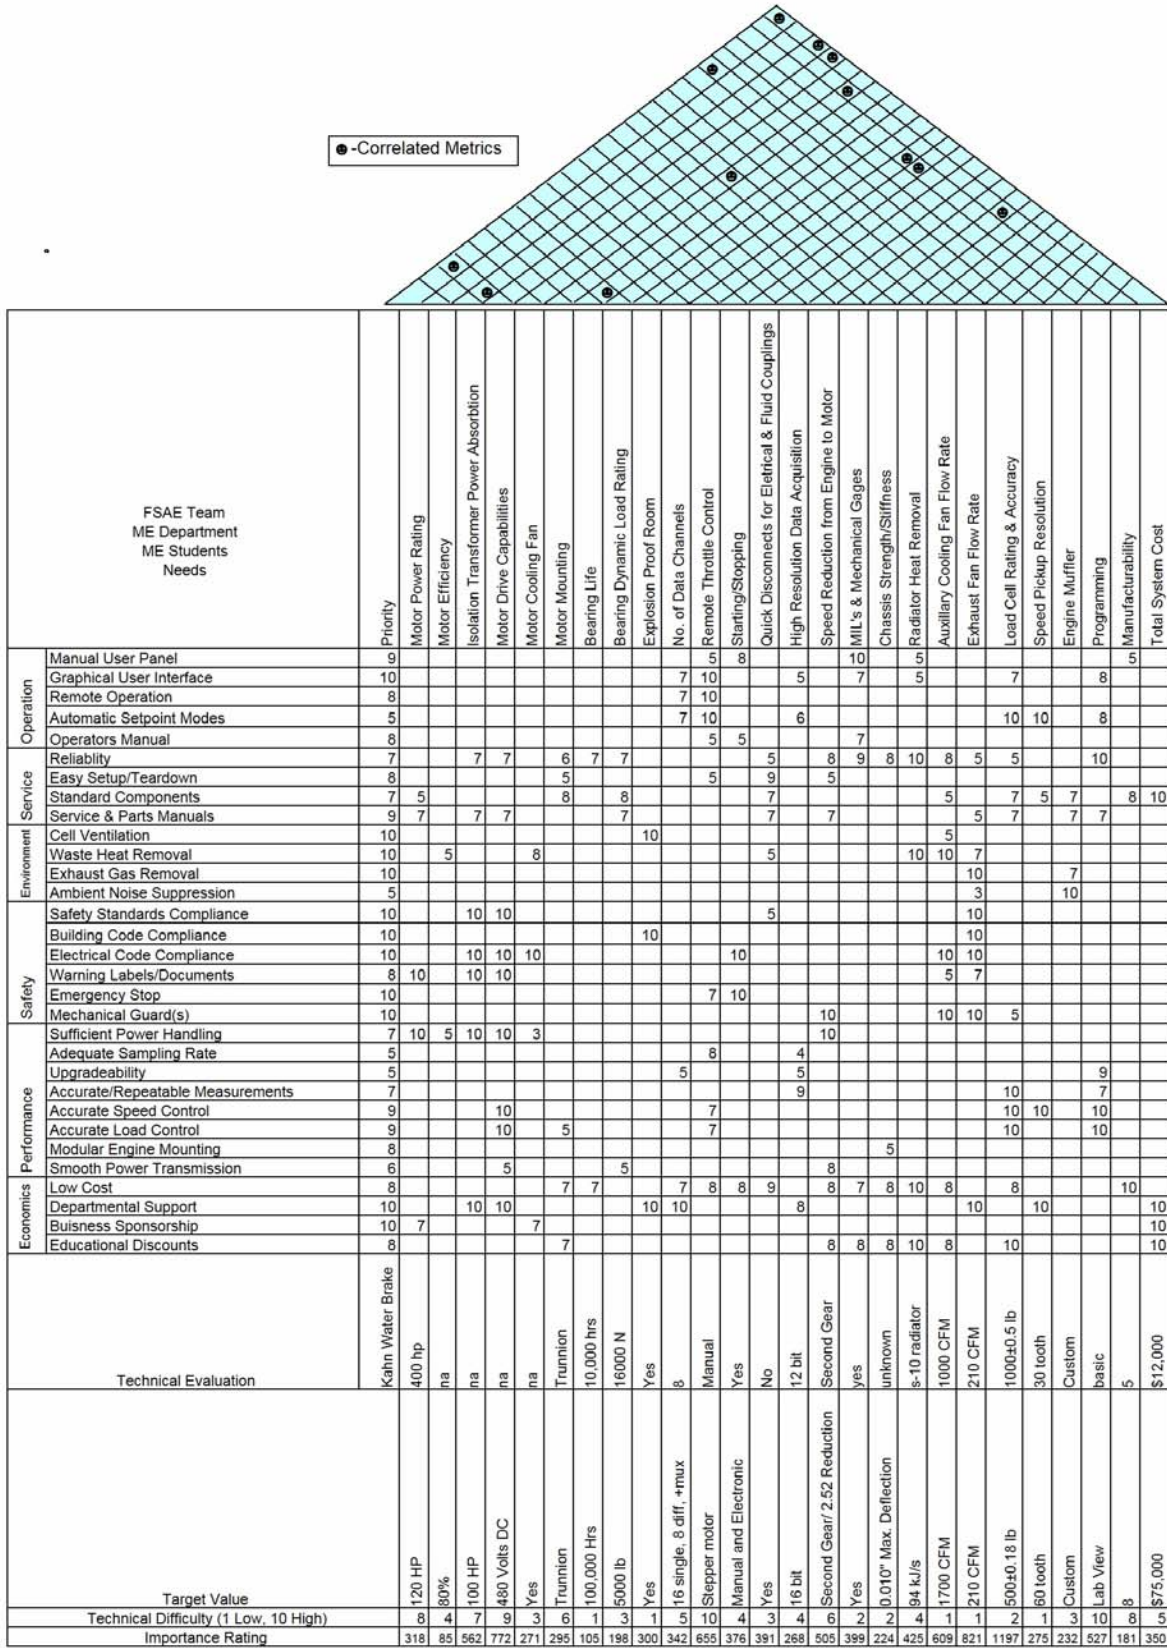 -Correlated Metrics
FSAE Team
ME Department
ME Students
Needs
Priority
Motor Power Rating
Motor Efficiency
Isolation Transformer Power Absorbtion
Motor Drive Capabilities
Motor Cooling Fan
Motor Mounting
Bearing Life
Bearing Dynamic Load Rating
Explosion Proof Room
No. of Data Channels
Remote Throttle Control
Starting/Stopping
Quick Disconnects for Eletrical & Fluid Couplings
High Resolution Data Acquisition
Speed Reduction from Engine to Motor
MIL's & Mechanical Gages
Chassis Strength/Stiffness
Radiator Heat Removal
Auxillary Cooling Fan Flow Rate
Exhaust Fan Flow Rate
Load Cell Rating & Accuracy
Speed Pickup Resolution
Engine Muffler
Programming
Manufacturability
Total System Cost
Operation
Manual User Panel 9 5 8 10 5 5
Graphical User Interface 10 7 10 5 7 5 7 8
Remote Operation 8 7 10
Automatic Setpoint Modes 5 7 10 6 10 10 8
Operators Manual 8 5 5 7
Service
Reliablity 7 7 7 6 7 7 5 8 9 8 10 8 5 5 10
Easy Setup/Teardown 8 5 5 9 5
Standard Components 7 5 8 8 7 5 7 5 7 8 10
Service & Parts Manuals 9 7 7 7 7 7 7 5 7 7 7
Environment
Cell Ventilation 10 10 5
Waste Heat Removal 10 5 8 5 10 10 7
Exhaust Gas Removal 10 10 7
Ambient Noise Suppression 5 3 10
Safety
Safety Standards Compliance 10 10 10 5 10
Building Code Compliance 10 10 10
Electrical Code Compliance 10 10 10 10 10 10 10
Warning Labels/Documents 8 10 10 10 5 7
Emergency Stop 10 7 10
Mechanical Guard(s) 10 10 10 10 5
Performance
Sufficient Power Handling 7 10 5 10 10 3 10
Adequate Sampling Rate 5 8 4
Upgradeability 5 5 5 9
Accurate/Repeatable Measurements 7 9 10 7
Accurate Speed Control 9 10 7 10 10 10
Accurate Load Control 9 10 5 7 10 10
Modular Engine Mounting 8 5
Smooth Power Transmission 6 5 5 8
Economics
Low Cost 8 7 7 7 8 8 9 8 7 8 10 8 8 10
Departmental Support 10 10 10 10 10 8 10 10 10
Buisness Sponsorship 10 7 7 10
Educational Discounts 8 7 8 8 8 10 8 10 10
Technical Evaluation
Kahn Water Brake
400 hp
na
na
na
na
Trunnion
10,000 hrs
16000 N
Yes
8
Manual
Yes
No
12 bit
Second Gear
yes
unknown
s-10 radiator
1000 CFM
210 CFM
1000±0.5 lb
30 tooth
Custom
basic
5
$12,000
Target Value
120 HP
80%
100 HP
480 Volts DC
Yes
Trunnion
100,000 Hrs
5000 lb
Yes
16 single, 8 diff, +mux
Stepper motor
Manual and Electronic
Yes
16 bit
Second Gear/ 2.52 Reduction
Yes
0.010" Max. Deflection
94 kJ/s
1700 CFM
210 CFM
500±0.18 lb
60 tooth
Custom
Lab View
8
$75,000
Technical Difficulty (1 Low, 10 High) 8 4 7 9 3 6 1 3 1 5 10 4 3 4 6 2 2 4 1 1 2 1 3 10 8 5
Importance Rating 318 85 562 772 271 295 105 198 300 342 655 376 391 268 505 399 224 425 609 821 1197 275 232 527 181 350